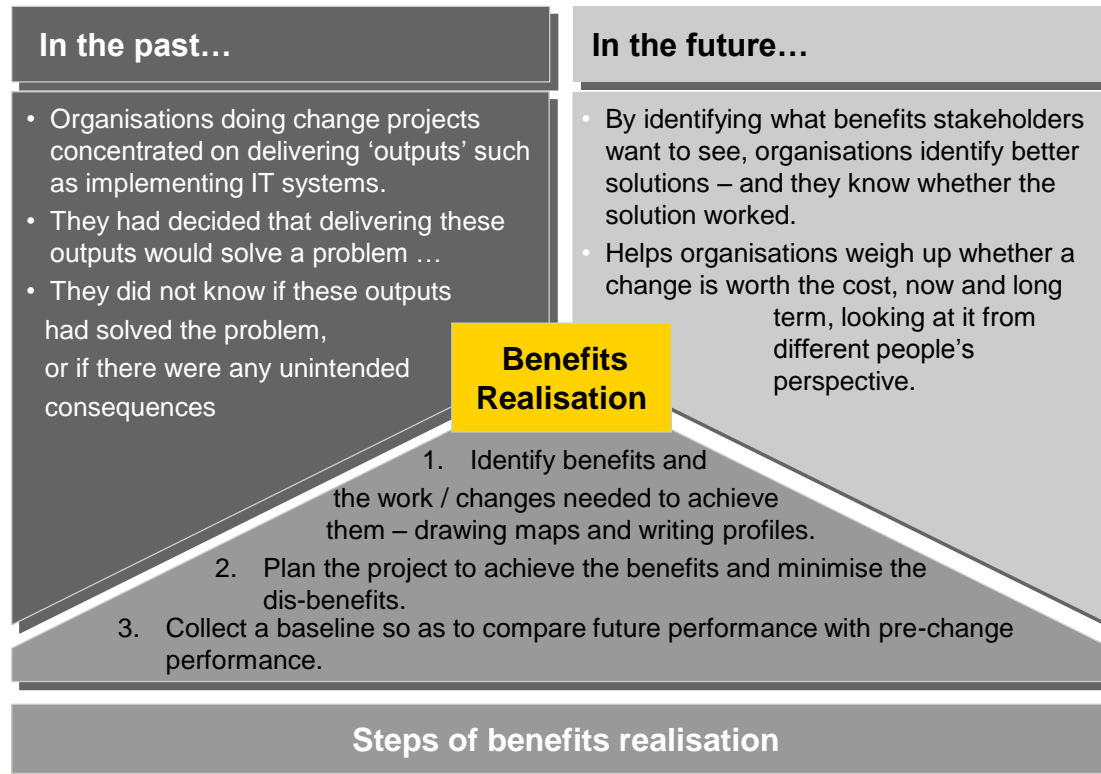 In the past…
• Organisations doing change projects
concentrated on delivering ‘outputs’ such
as implementing IT systems.
• They had decided that delivering these
outputs would solve a problem …
• They did not know if these outputs
had solved the problem,
or if there were any unintended
consequences
In the future…
• By identifying what benefits stakeholders
want to see, organisations identify better
solutions – and they know whether the
solution worked.
• Helps organisations weigh up whether a
change is worth the cost, now and long
term, looking at it from
different people’s
perspective.
Benefits
Realisation
1. Identify benefits and
the work / changes needed to achieve
them – drawing maps and writing profiles.
2. Plan the project to achieve the benefits and minimise the
dis-benefits.
3. Collect a baseline so as to compare future performance with pre-change
performance.
Steps of benefits realisation